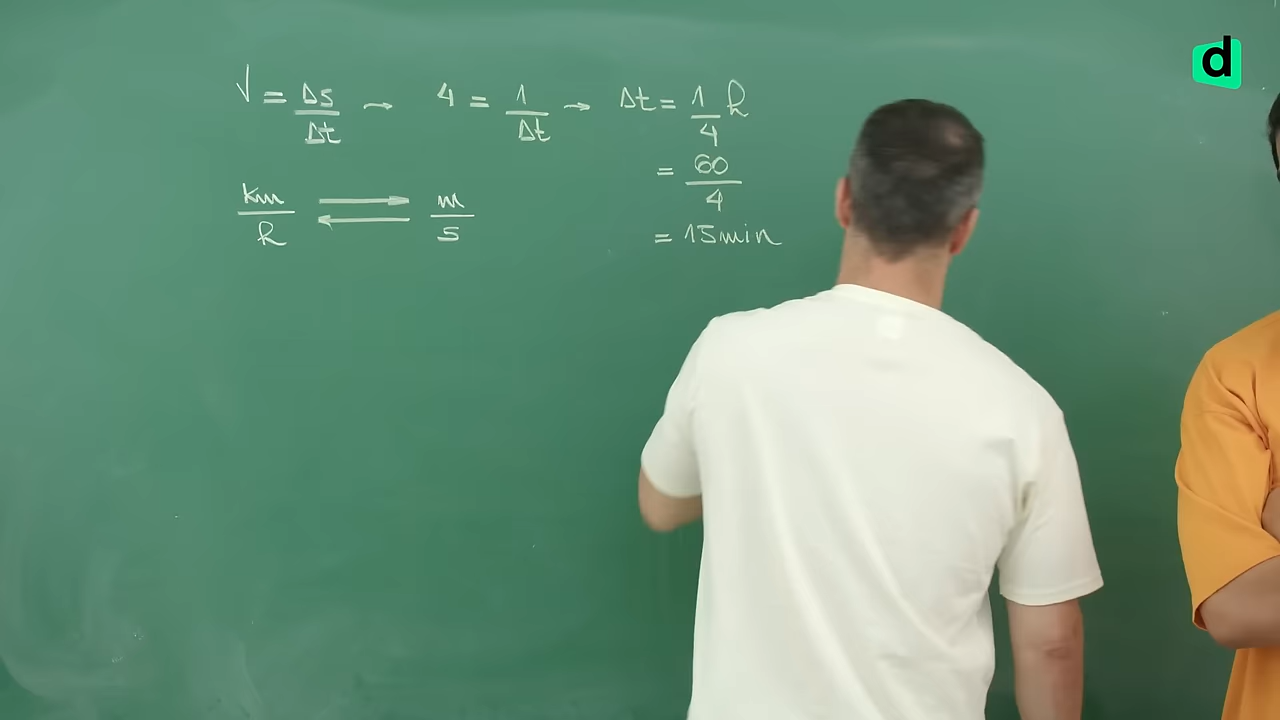 V = Δs/Δt → 4 = 1/Δt → Δt = 1/4 h
= 60/4
= 15min
km/h ⇄ m/s
d